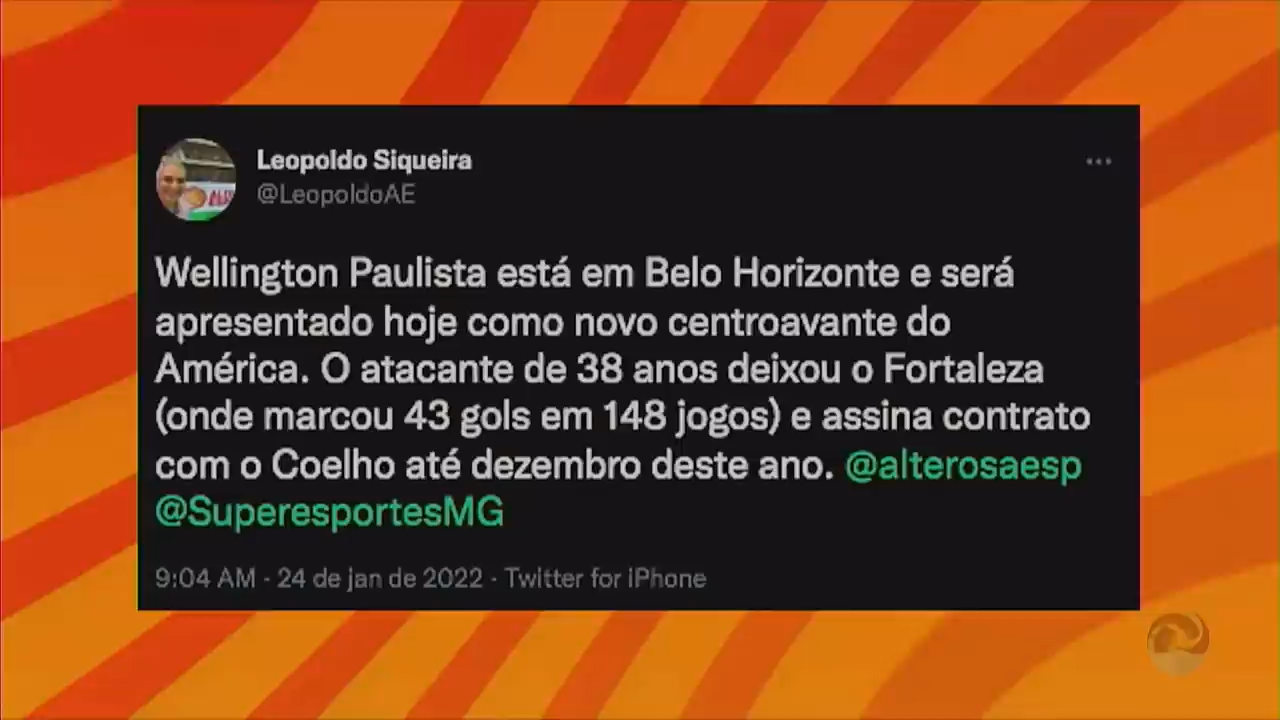 Leopoldo Siqueira
@LeopoldoAE
Wellington Paulista está em Belo Horizonte e será
apresentado hoje como novo centroavante do
América. O atacante de 38 anos deixou o Fortaleza
(onde marcou 43 gols em 148 jogos) e assina contrato
com o Coelho até dezembro deste ano. @alterosaesp
@SuperesportesMG
9:04 AM · 24 de jan de 2022 · Twitter for iPhone